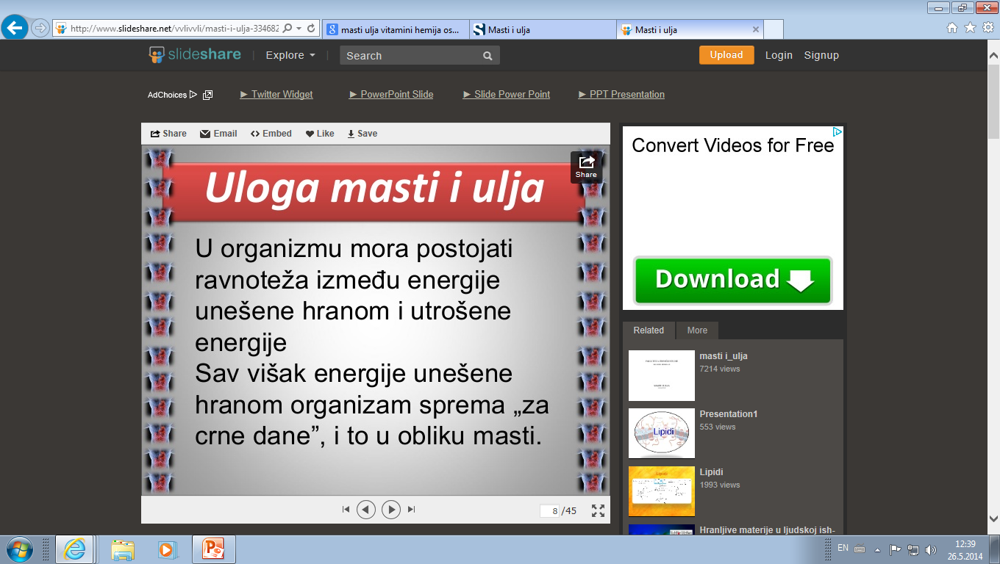 http://www.slideshare.net/vvlivvli/masti-i-ulja-334682
masti ulja vitamini hemija os...
Masti i ulja
Masti i ulja
slideshare
Explore
Search
Upload
Login
Signup
AdChoices
► Twitter Widget
► PowerPoint Slide
► Slide Power Point
► PPT Presentation
Share
Email
Embed
Like
Save
Share
Uloga masti i ulja
U organizmu mora postojati
ravnoteža između energije
unešene hranom i utrošene
energije
Sav višak energije unešene
hranom organizam sprema „za
crne dane”, i to u obliku masti.
8 /45
Convert Videos for Free
Download
Related
More
masti i_ulja
7214 views
Lipidi
Presentation1
553 views
Lipidi
Lipidi
1993 views
Hranljive materije u ljudskoj ish-
EN
12:39
26.5.2014